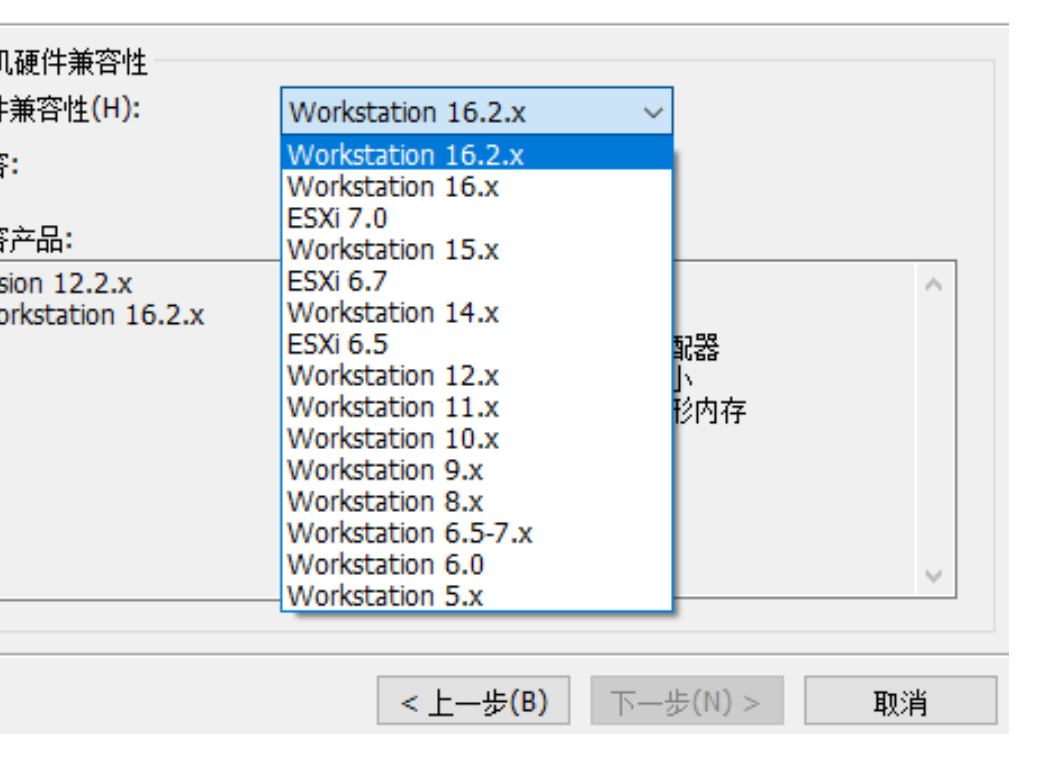 机硬件兼容性
件兼容性(H):
Workstation 16.2.x
容:
容产品:
sion 12.2.x
orkstation 16.2.x
Workstation 16.2.x
Workstation 16.x
ESXi 7.0
Workstation 15.x
ESXi 6.7
Workstation 14.x
ESXi 6.5
Workstation 12.x
Workstation 11.x
Workstation 10.x
Workstation 9.x
Workstation 8.x
Workstation 6.5-7.x
Workstation 6.0
Workstation 5.x
配器
小
形内存
< 上一步(B)
下一步(N) >
取消